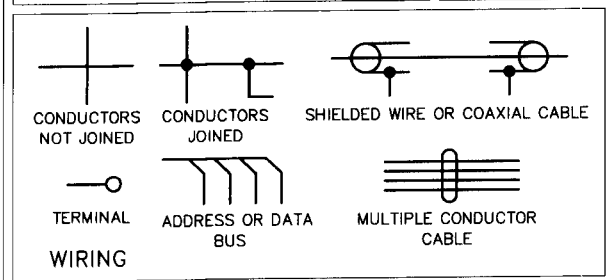 CONDUCTORS
NOT JOINED
CONDUCTORS
JOINED
SHIELDED WIRE OR COAXIAL CABLE
TERMINAL
ADDRESS OR DATA
BUS
MULTIPLE CONDUCTOR
CABLE
WIRING